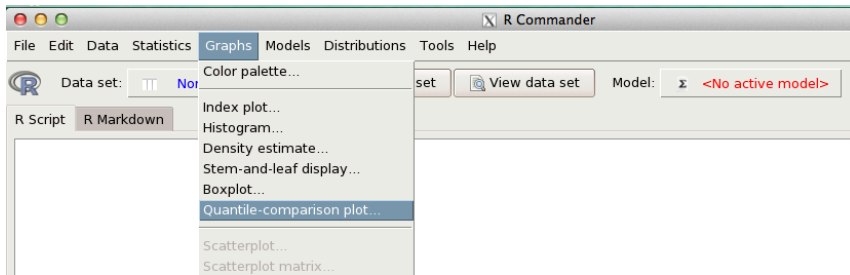 R Commander
File Edit Data Statistics Graphs Models Distributions Tools Help
R Data set: Nor set View data set Model: Σ <No active model>
R Script R Markdown
Color palette...
Index plot...
Histogram...
Density estimate...
Stem-and-leaf display...
Boxplot...
Quantile-comparison plot...
Scatterplot...
Scatterplot matrix...